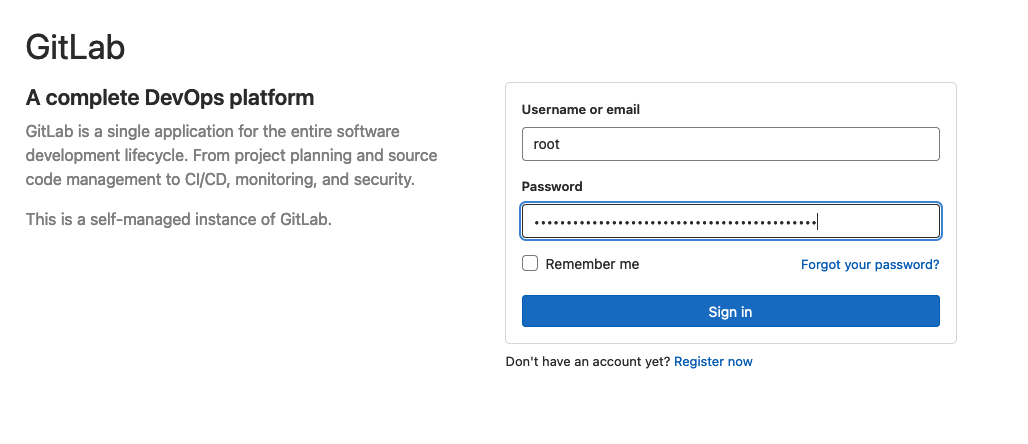 GitLab
A complete DevOps platform
GitLab is a single application for the entire software
development lifecycle. From project planning and source
code management to CI/CD, monitoring, and security.
This is a self-managed instance of GitLab.
Username or email
root
Password
••••••••••••••••••••••••••••••••••••••••••••
Remember me
Forgot your password?
Sign in
Don't have an account yet? Register now